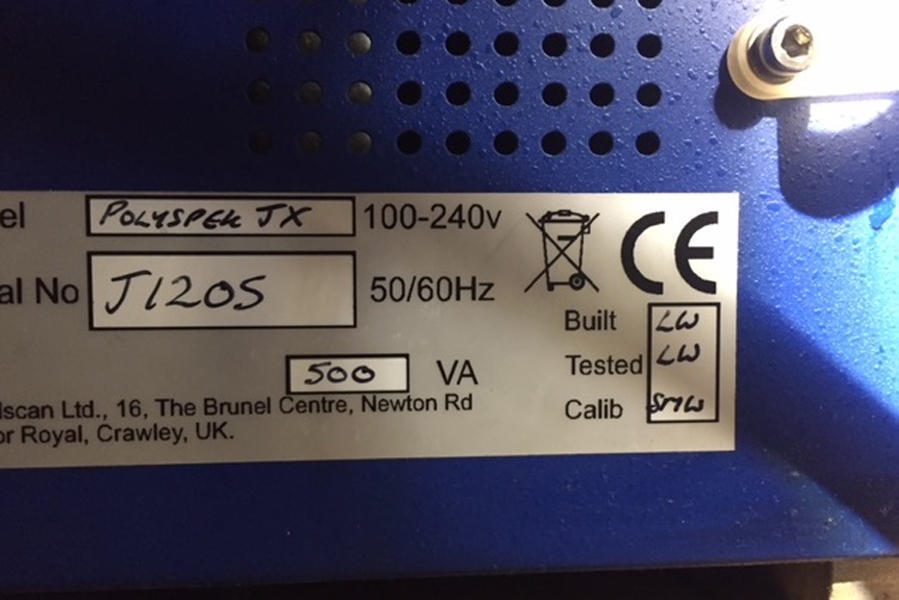 el POLYSPEK JX 100-240v
al No J1205 50/60Hz
CE
Built LW
Tested LW
500 VA
Calib SMW
lscan Ltd., 16, The Brunel Centre, Newton Rd
or Royal, Crawley, UK.